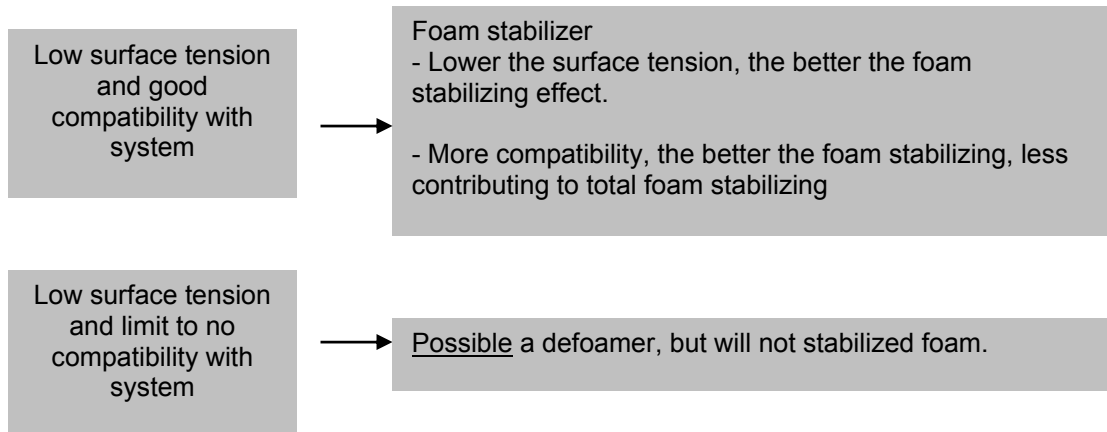 Low surface tension
and good
compatibility with
system
Foam stabilizer
- Lower the surface tension, the better the foam
stabilizing effect.
- More compatibility, the better the foam stabilizing, less
contributing to total foam stabilizing
Low surface tension
and limit to no
compatibility with
system
Possible a defoamer, but will not stabilized foam.